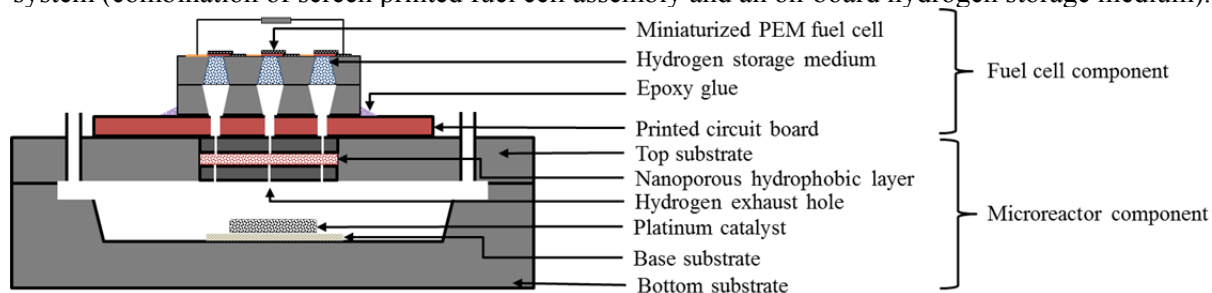 system (combination of screen printed fuel cell assembly and an on-board hydrogen storage medium).
Miniaturized PEM fuel cell
Hydrogen storage medium
Epoxy glue
Printed circuit board
Top substrate
Nanoporous hydrophobic layer
Hydrogen exhaust hole
Platinum catalyst
Base substrate
Bottom substrate
Fuel cell component
Microreactor component